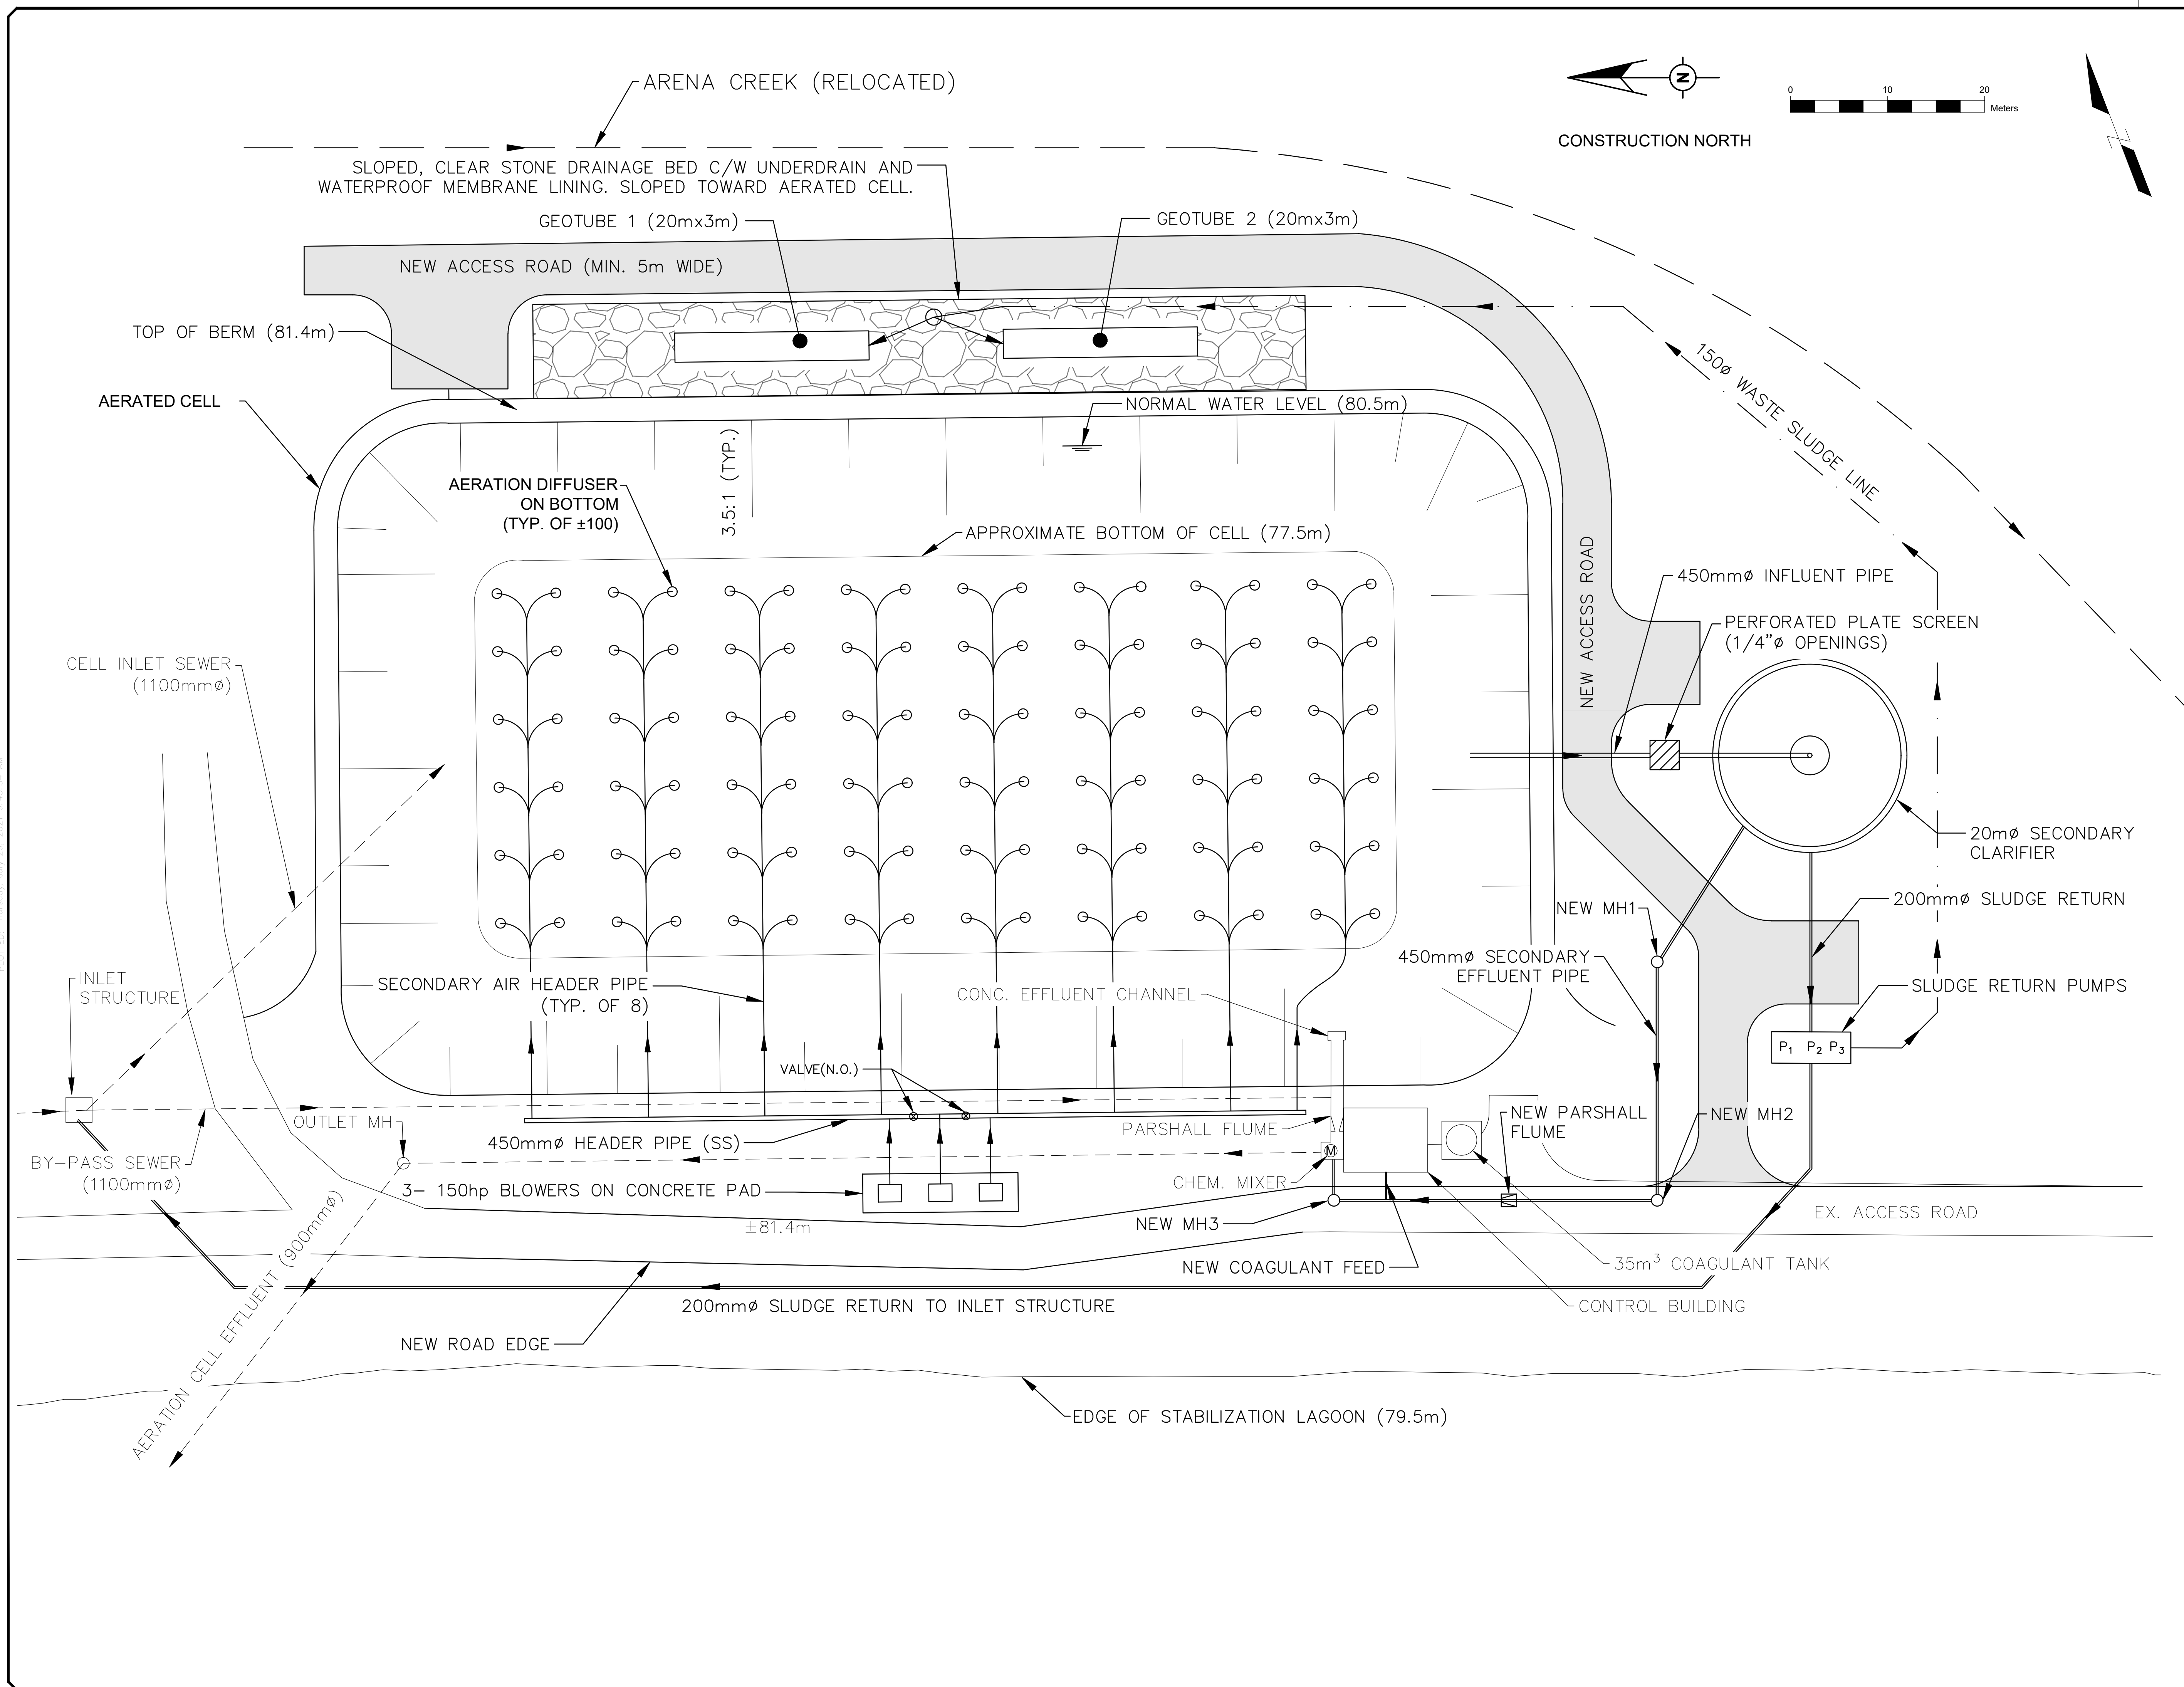 ARENA CREEK (RELOCATED)
N
CONSTRUCTION NORTH
0 10 20
Meters
SLOPED, CLEAR STONE DRAINAGE BED C/W UNDERDRAIN AND
WATERPROOF MEMBRANE LINING. SLOPED TOWARD AERATED CELL.
GEOTUBE 1 (20mx3m)
GEOTUBE 2 (20mx3m)
NEW ACCESS ROAD (MIN. 5m WIDE)
TOP OF BERM (81.4m)
150ø WASTE SLUDGE LINE
AERATED CELL
NORMAL WATER LEVEL (80.5m)
3.5:1 (TYP.)
AERATION DIFFUSER
ON BOTTOM
(TYP. OF ±100)
APPROXIMATE BOTTOM OF CELL (77.5m)
NEW ACCESS ROAD
450mmø INFLUENT PIPE
PERFORATED PLATE SCREEN
(1/4"ø OPENINGS)
CELL INLET SEWER
(1100mmø)
20mø SECONDARY
CLARIFIER
200mmø SLUDGE RETURN
NEW MH1
450mmø SECONDARY
EFFLUENT PIPE
INLET
STRUCTURE
SECONDARY AIR HEADER PIPE
(TYP. OF 8)
CONC. EFFLUENT CHANNEL
SLUDGE RETURN PUMPS
P1 P2 P3
VALVE(N.O.)
OUTLET MH
450mmø HEADER PIPE (SS)
PARSHALL FLUME
NEW PARSHALL
FLUME
NEW MH2
M
BY-PASS SEWER
(1100mmø)
3- 150hp BLOWERS ON CONCRETE PAD
CHEM. MIXER
±81.4m
NEW MH3
EX. ACCESS ROAD
AERATION CELL EFFLUENT (900mmø)
NEW COAGULANT FEED
35m³ COAGULANT TANK
200mmø SLUDGE RETURN TO INLET STRUCTURE
CONTROL BUILDING
NEW ROAD EDGE
EDGE OF STABILIZATION LAGOON (79.5m)